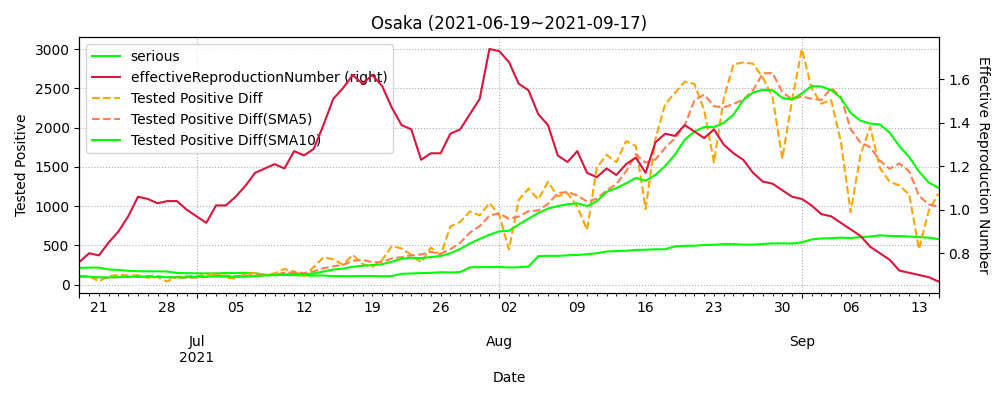 Osaka (2021-06-19~2021-09-17)
serious
effectiveReproductionNumber (right)
Tested Positive Diff
Tested Positive Diff(SMA5)
Tested Positive Diff(SMA10)
3000
2500
2000
1500
1000
500
0
Tested Positive
1.6
1.4
1.2
1.0
0.8
Effective Reproduction Number
21 28 05 12 19 26 02 09 16 23 30 06 13
Jul Aug Sep
2021
Date